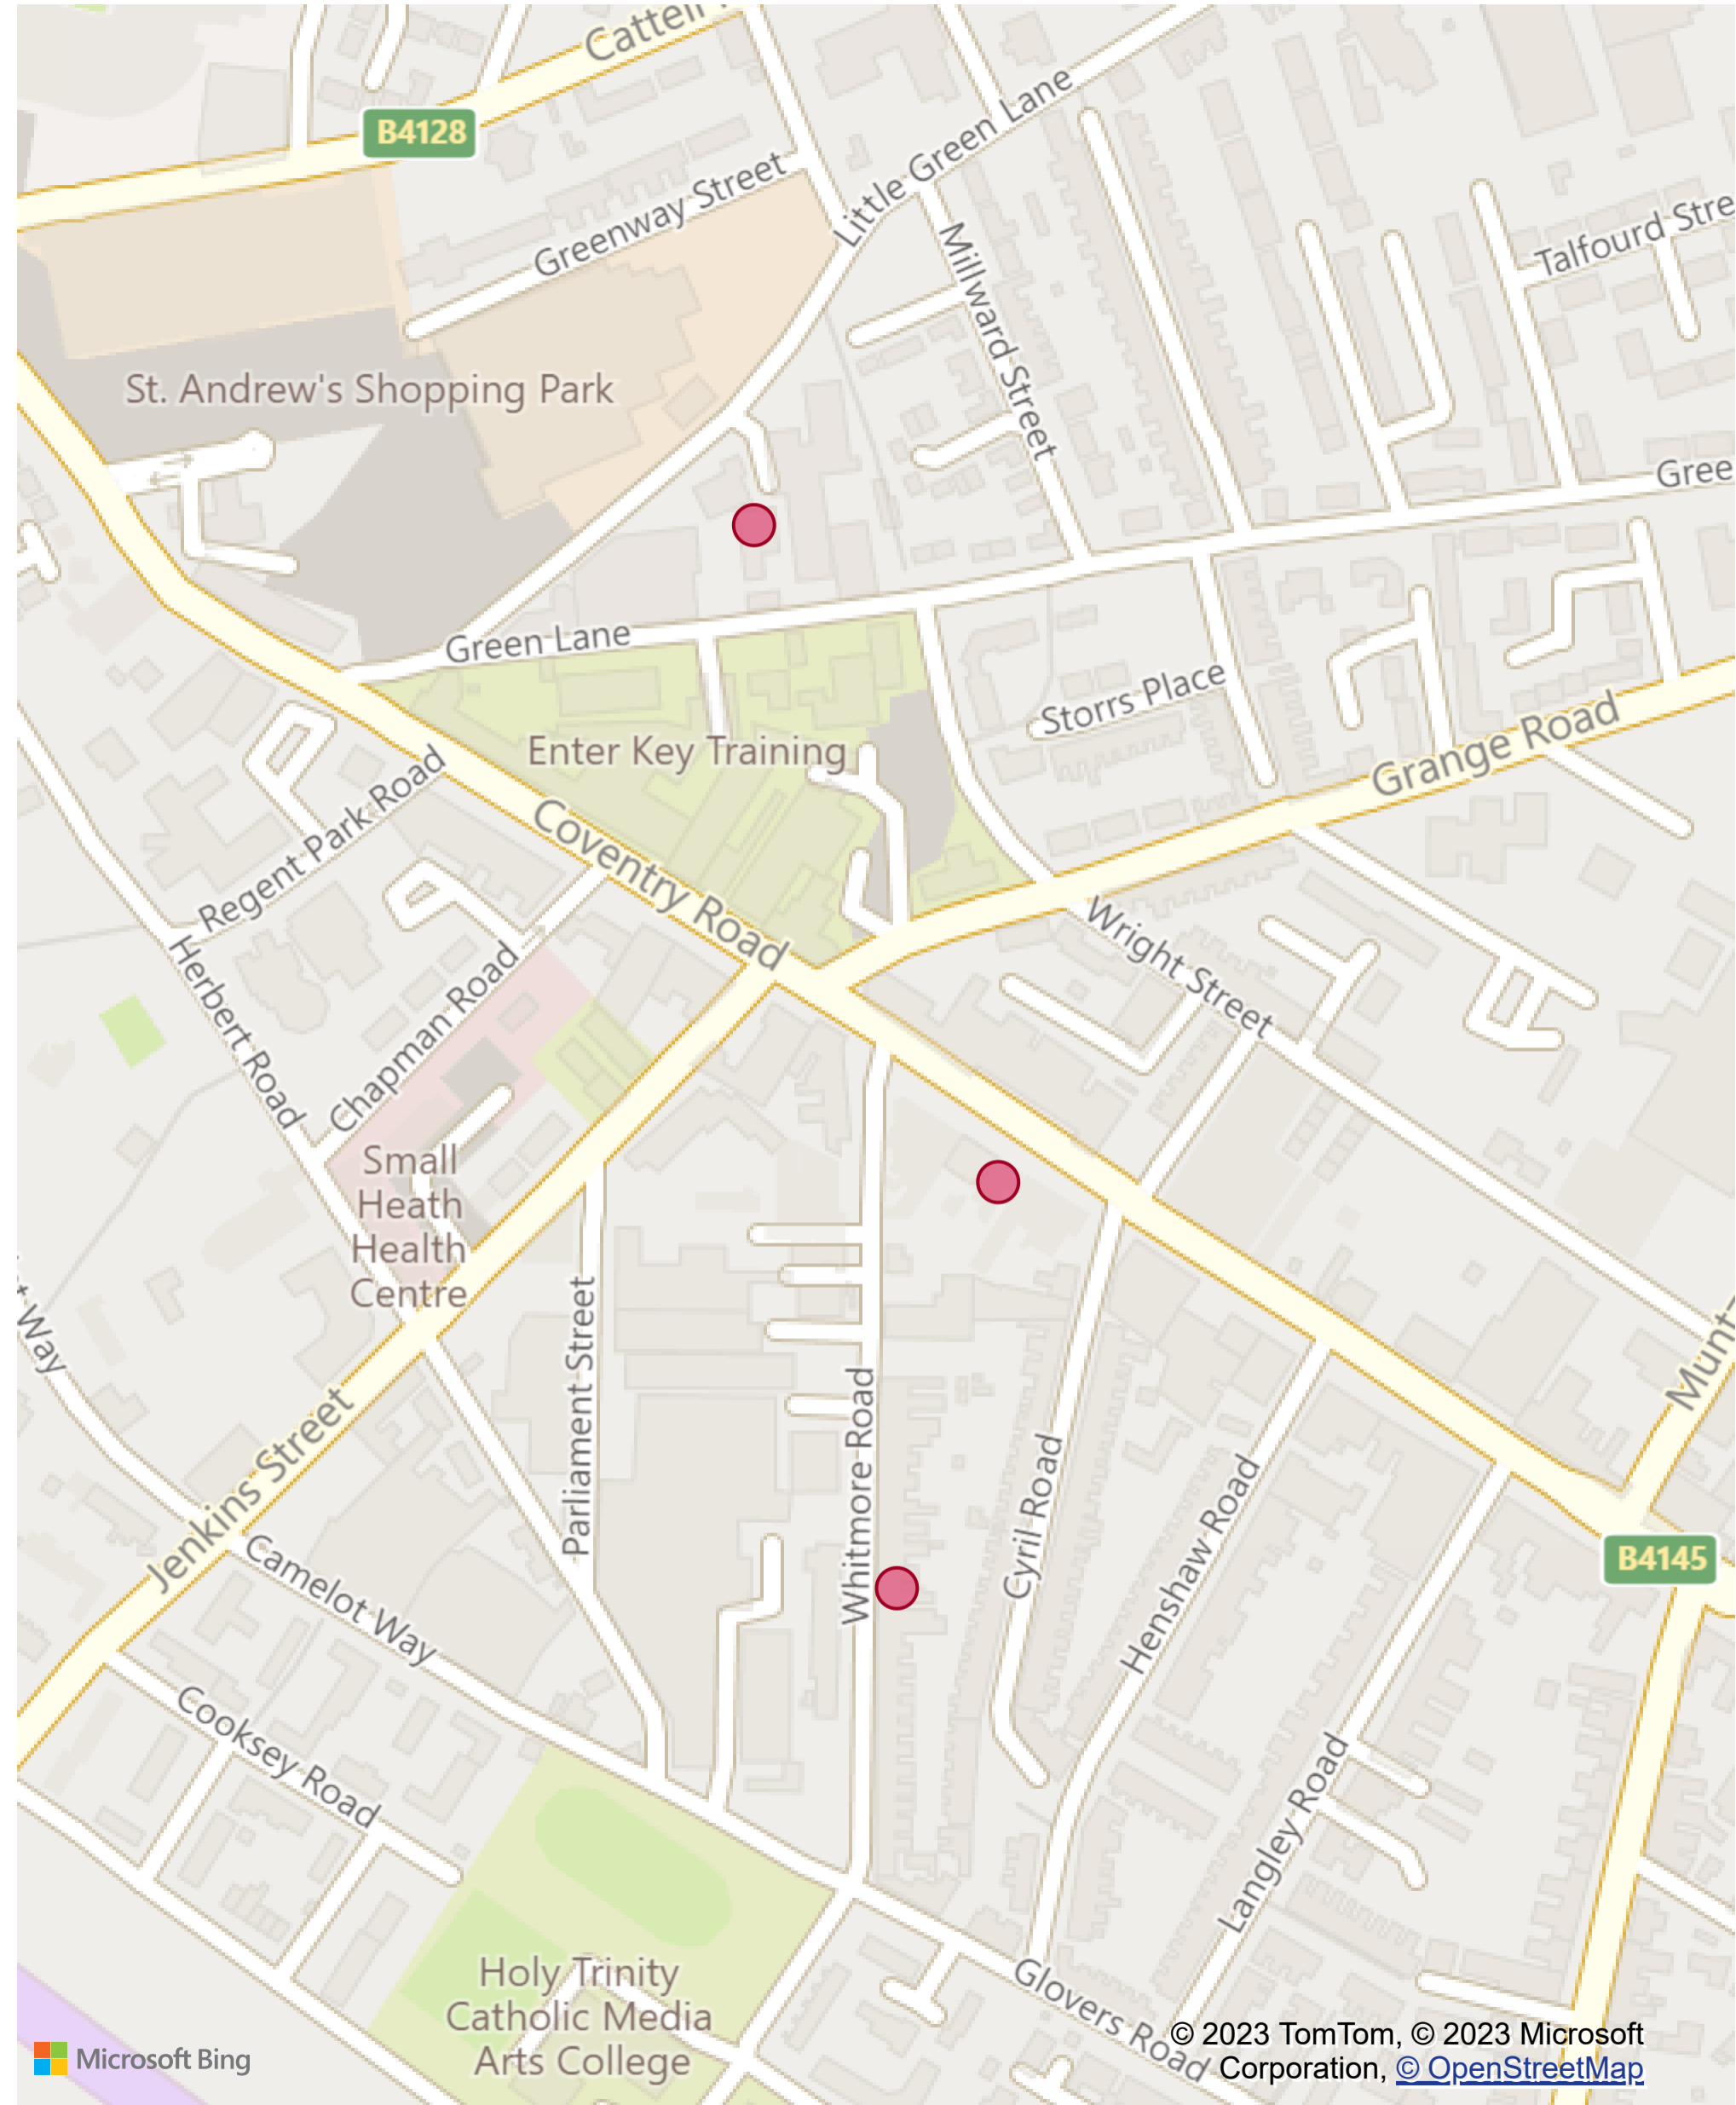 Cattell
B4128
Little Green Lane
Greenway Street
Millward Street
Talfourd Stre
St. Andrew's Shopping Park
Gree
Green Lane
Storrs Place
Enter Key Training
Grange Road
Regent Park Road
Coventry Road
Wright Street
Herbert Road
Chapman Road
Small
Heath
Health
Centre
Parliament Street
t Way
Munt
Whitmore Road
Jenkins Street
Cyril Road
Henshaw Road
B4145
Camelot Way
Cooksey Road
Langley Road
Holy Trinity
Catholic Media
Arts College
Glovers Road
Microsoft Bing
© 2023 TomTom, © 2023 Microsoft
Corporation, © OpenStreetMap